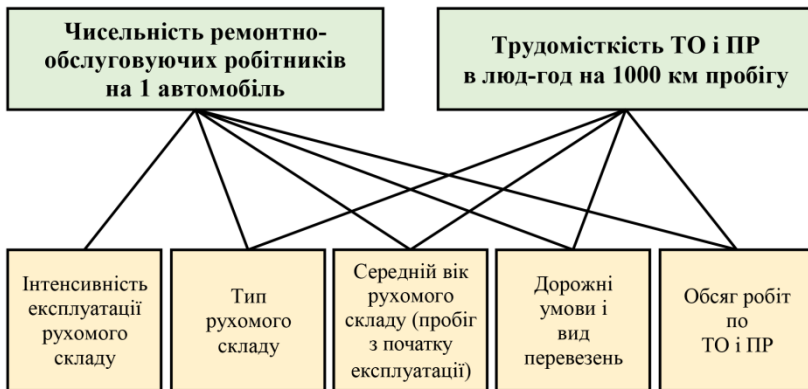 Чисельність ремонтно-
обслуговуючих робітників
на 1 автомобіль
Трудомісткість ТО і ПР
в люд-год на 1000 км пробігу
Інтенсивність
експлуатації
рухомого
складу
Тип
рухомого
складу
Середній вік
рухомого
складу (пробіг
з початку
експлуатації)
Дорожні
умови і
вид
перевезень
Обсяг робіт
по
ТО і ПР